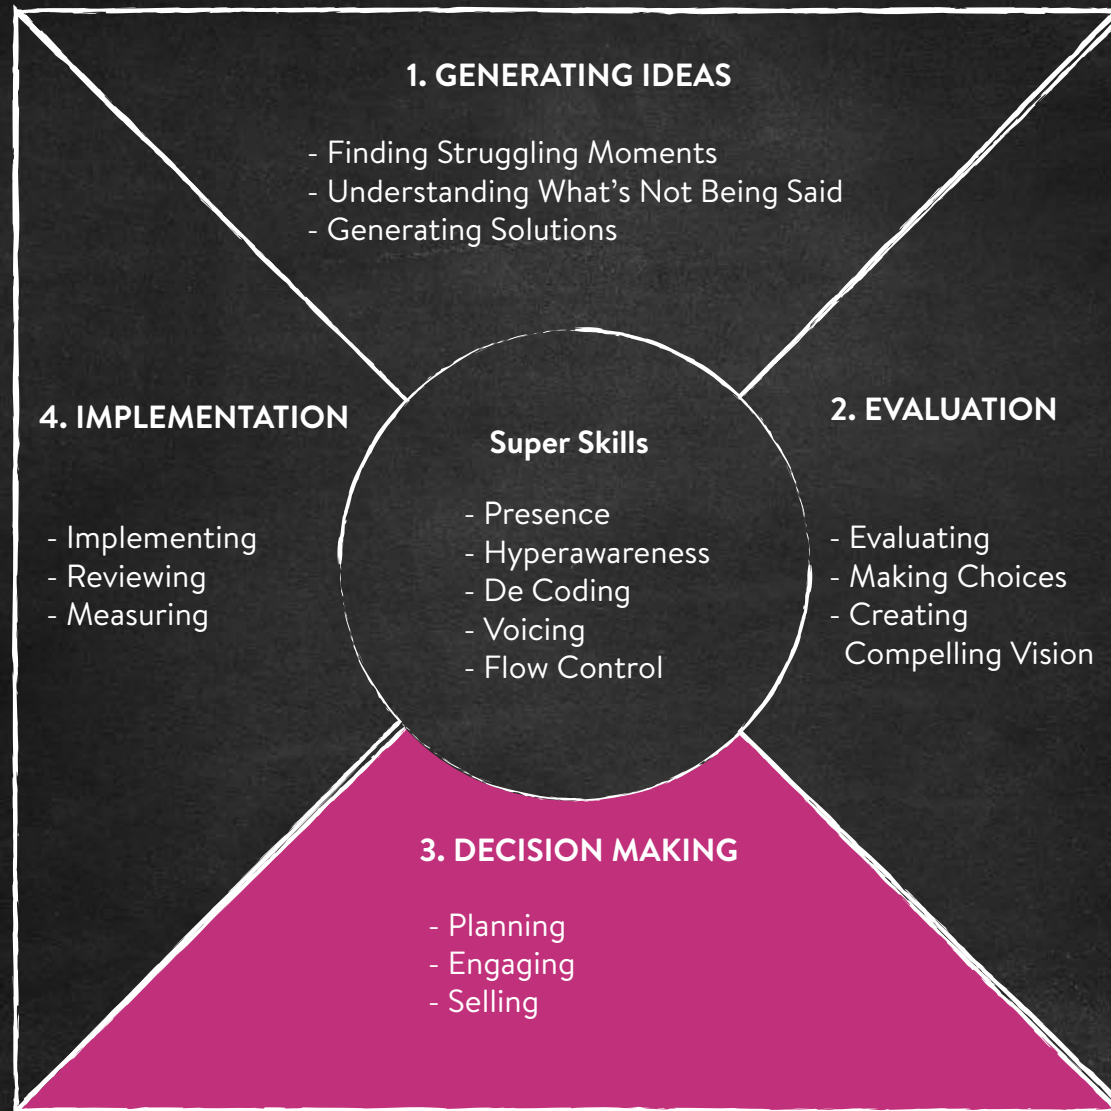 1. GENERATING IDEAS
- Finding Struggling Moments
- Understanding What's Not Being Said
- Generating Solutions
4. IMPLEMENTATION
- Implementing
- Reviewing
- Measuring
Super Skills
- Presence
- Hyperawareness
- De Coding
- Voicing
- Flow Control
2. EVALUATION
- Evaluating
- Making Choices
- Creating
Compelling Vision
3. DECISION MAKING
- Planning
- Engaging
- Selling